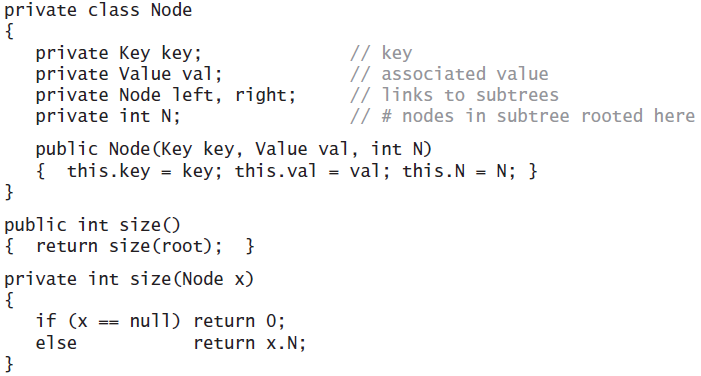 private class Node
{
   private Key key;              // key
   private Value val;            // associated value
   private Node left, right;     // links to subtrees
   private int N;                // # nodes in subtree rooted here
   public Node(Key key, Value val, int N)
   {  this.key = key; this.val = val; this.N = N; }
}
public int size()
{  return size(root);  }
private int size(Node x)
{
   if (x == null) return 0;
   else           return x.N;
}